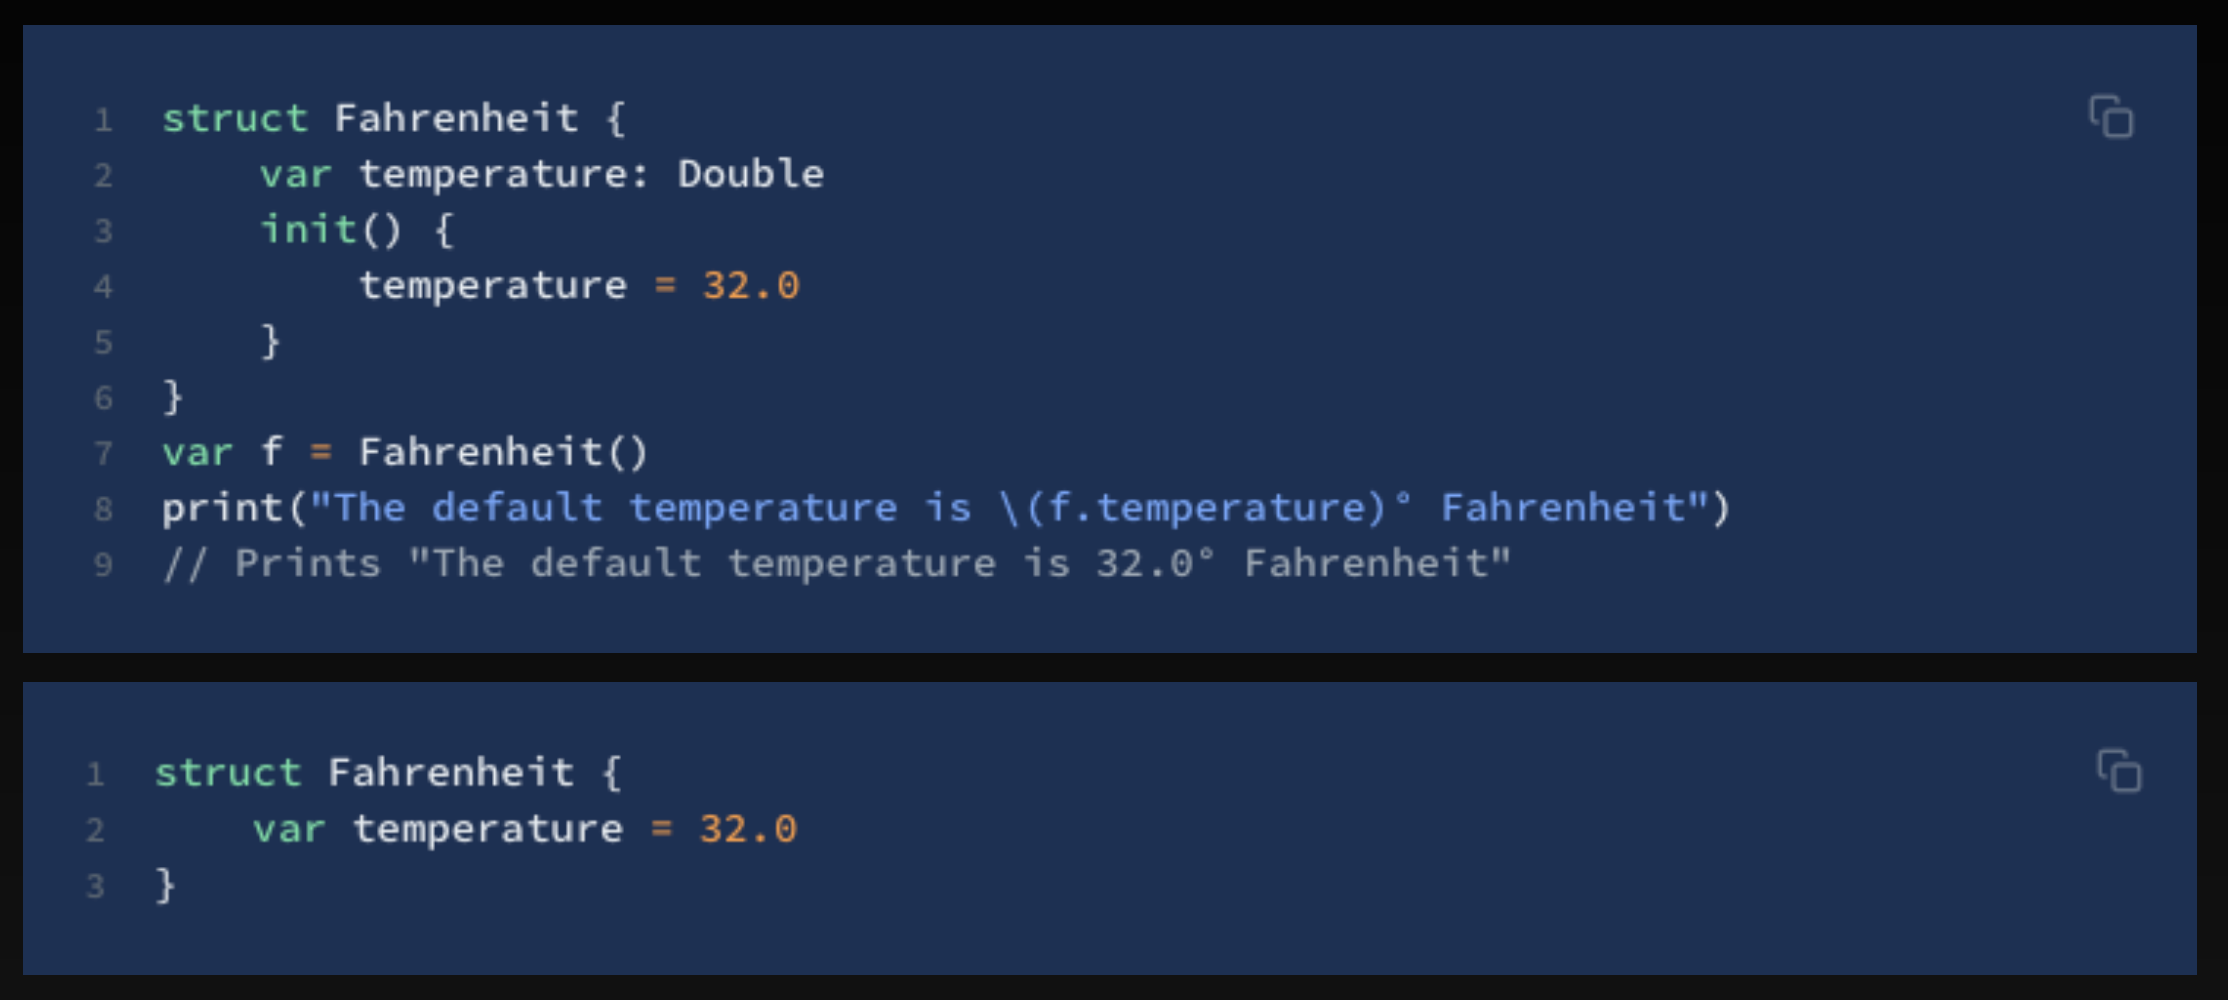 1 struct Fahrenheit {
2     var temperature: Double
3     init() {
4         temperature = 32.0
5     }
6 }
7 var f = Fahrenheit()
8 print("The default temperature is \(f.temperature)° Fahrenheit")
9 // Prints "The default temperature is 32.0° Fahrenheit"
1 struct Fahrenheit {
2     var temperature = 32.0
3 }